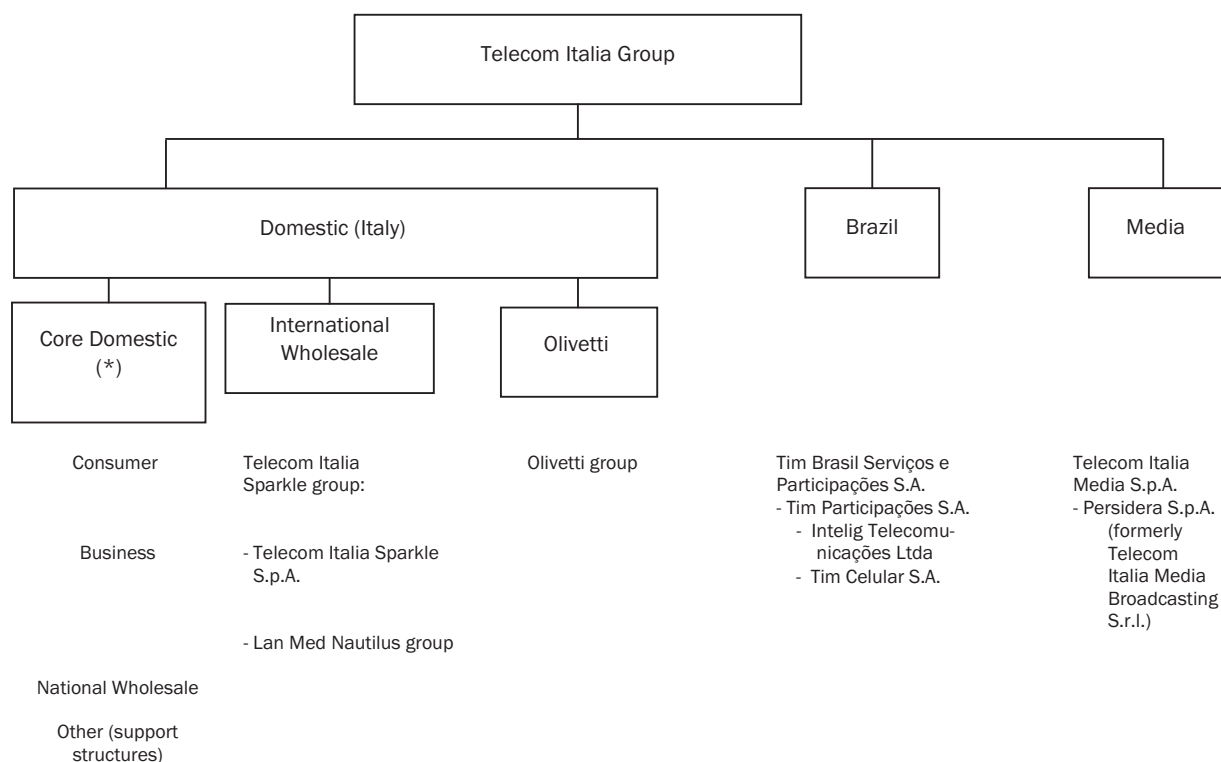 Telecom Italia Group
Domestic (Italy)
Brazil
Media
Core Domestic
(*)
International
Wholesale
Olivetti
Consumer
Business
National Wholesale
Other (support
structures)
Telecom Italia
Sparkle group:
- Telecom Italia Sparkle
S.p.A.
- Lan Med Nautilus group
Olivetti group
Tim Brasil Serviços e
Participações S.A.
- Tim Participações S.A.
- Intelig Telecomu-
nicações Ltda
- Tim Celular S.A.
Telecom Italia
Media S.p.A.
- Persidera S.p.A.
(formerly
Telecom
Italia Media
Broadcasting
S.r.l.)